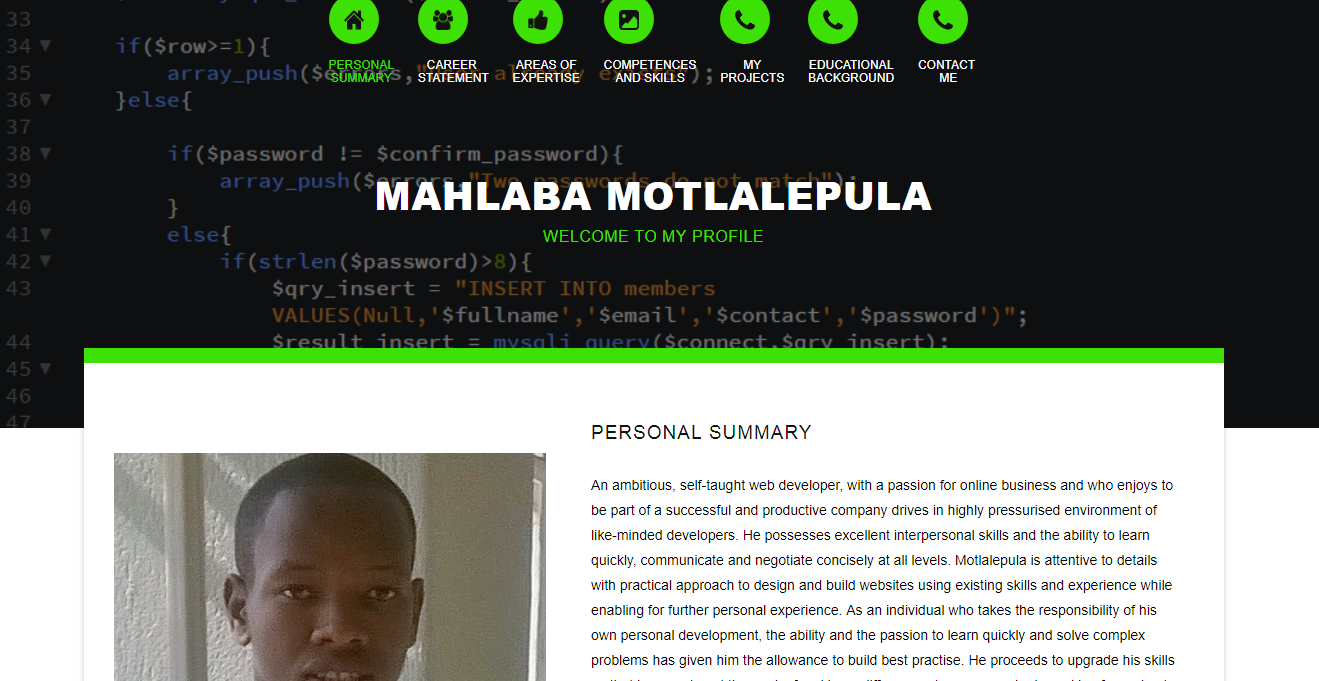 33
34 if($row>=1){
35 array_push($errors," al e );
36 }else{
37
38 if($password != $confirm_password){
39 array_push($errors,"Two passwords do not match");
40 }
41 else{
42 if(strlen($password)>8){
43 $qry_insert = "INSERT INTO members
VALUES(Null,'$fullname','$email','$contact','$password')";
44 $result_insert = mysqli_query($connect,$qry_insert);
45
46
47
PERSONAL
SUMMARY
CAREER
STATEMENT
AREAS OF
EXPERTISE
COMPETENCES
AND SKILLS
MY
PROJECTS
EDUCATIONAL
BACKGROUND
CONTACT
ME
MAHLABA MOTLALEPULA
WELCOME TO MY PROFILE
PERSONAL SUMMARY
An ambitious, self-taught web developer, with a passion for online business and who enjoys to
be part of a successful and productive company drives in highly pressurised environment of
like-minded developers. He possesses excellent interpersonal skills and the ability to learn
quickly, communicate and negotiate concisely at all levels. Motlalepula is attentive to details
with practical approach to design and build websites using existing skills and experience while
enabling for further personal experience. As an individual who takes the responsibility of his
own personal development, the ability and the passion to learn quickly and solve complex
problems has given him the allowance to build best practise. He proceeds to upgrade his skills